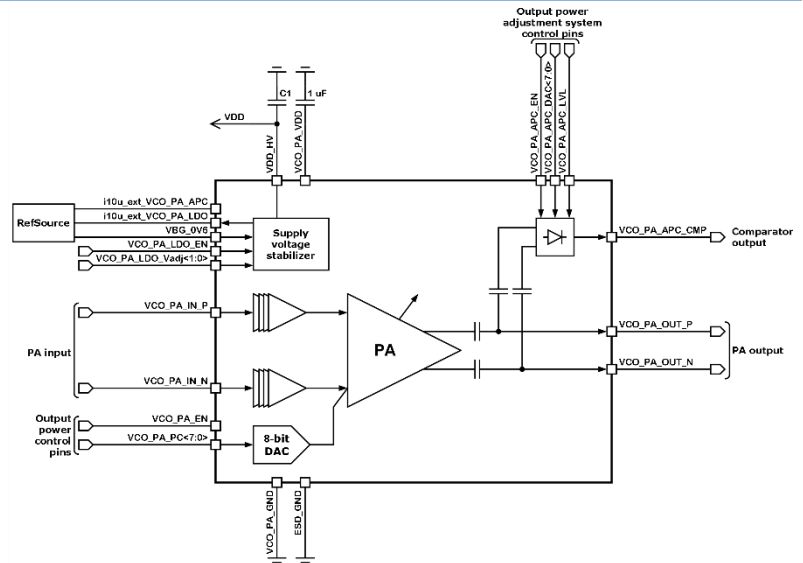 Output power
adjustment system
control pins
VCO_PA_APC_EN
VCO_PA_APC_DAC<7:0>
VCO_PA_APC_LVL
C1
1 uF
VDD
VDD_HV
VCO_PA_VDD
RefSource
i10u_ext_VCO_PA_APC
i10u_ext_VCO_PA_LDO
VBG_0V6
VCO_PA_LDO_EN
VCO_PA_LDO_Vadj<1:0>
Supply
voltage
stabilizer
VCO_PA_APC_CMP
Comparator
output
PA input
VCO_PA_IN_P
VCO_PA_IN_N
PA
VCO_PA_OUT_P
VCO_PA_OUT_N
PA output
Output
power
control
pins
VCO_PA_EN
VCO_PA_PC<7:0>
8-bit
DAC
VCO_PA_GND
ESD_GND